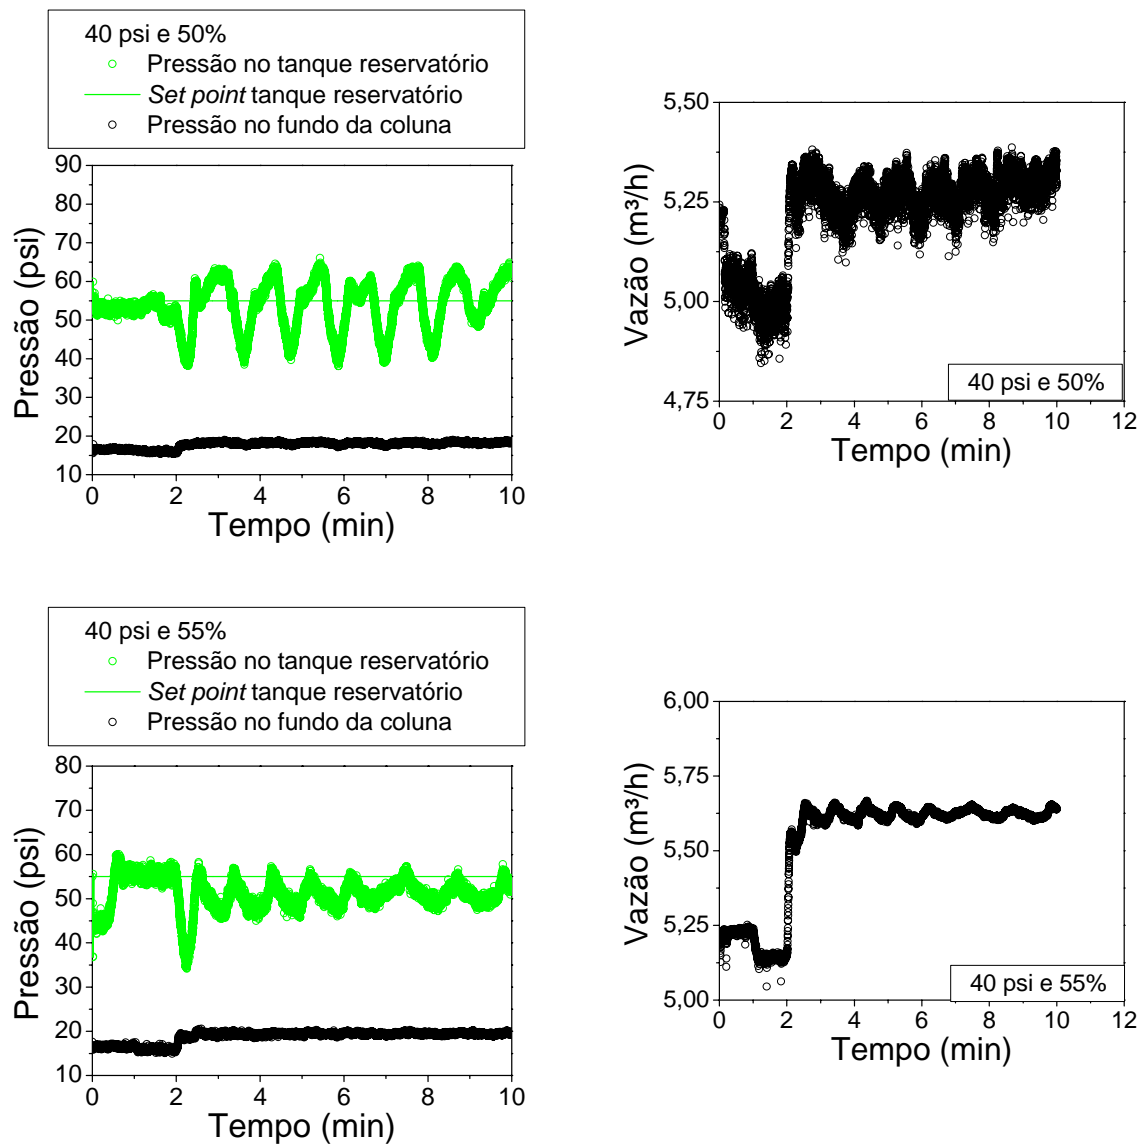 40 psi e 50%
Pressão no tanque reservatório
Set point tanque reservatório
Pressão no fundo da coluna
90
80
70
60
50
40
30
20
10
Pressão (psi)
0 2 4 6 8 10
Tempo (min)
5,50
5,25
5,00
4,75
Vazão (m³/h)
40 psi e 50%
0 2 4 6 8 10 12
Tempo (min)
40 psi e 55%
Pressão no tanque reservatório
Set point tanque reservatório
Pressão no fundo da coluna
80
70
60
50
40
30
20
10
Pressão (psi)
0 2 4 6 8 10
Tempo (min)
6,00
5,75
5,50
5,25
5,00
Vazão (m³/h)
40 psi e 55%
0 2 4 6 8 10 12
Tempo (min)